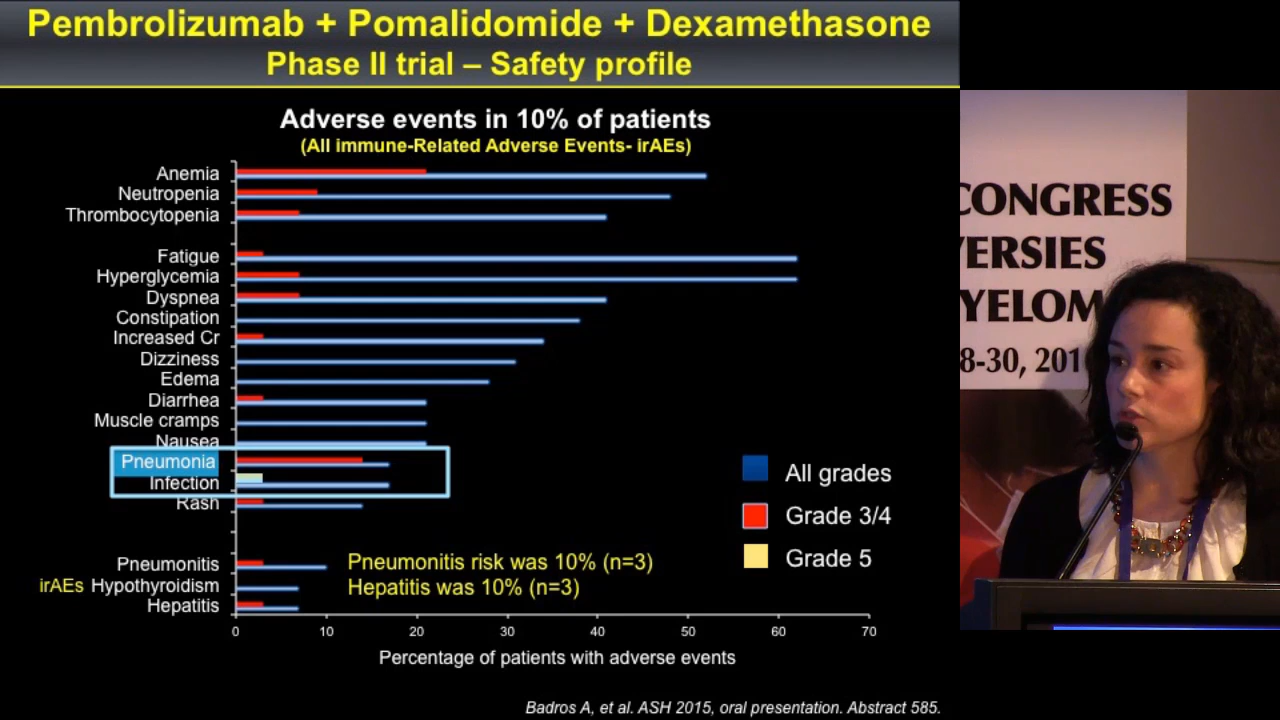 Pembrolizumab + Pomalidomide + Dexamethasone
Phase II trial – Safety profile
Adverse events in 10% of patients
(All immune-Related Adverse Events- irAEs)
Anemia
Neutropenia
Thrombocytopenia
Fatigue
Hyperglycemia
Dyspnea
Constipation
Increased Cr
Dizziness
Edema
Diarrhea
Muscle cramps
Nausea
Pneumonia
Infection
Rash
Pneumonitis
irAEs Hypothyroidism
Hepatitis
Pneumonitis risk was 10% (n=3)
Hepatitis was 10% (n=3)
All grades
Grade 3/4
Grade 5
0 10 20 30 40 50 60 70
Percentage of patients with adverse events
Badros A, et al. ASH 2015, oral presentation. Abstract 585.
CONGRESS
VERSIES
YELOM
8-30, 201